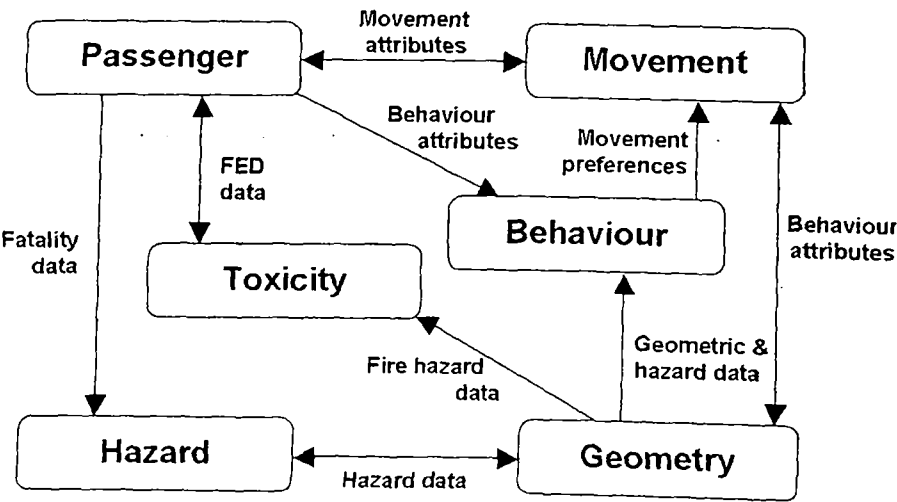 Movement
attributes
Passenger
Movement
Behaviour
attributes
Movement
preferences
FED
data
Fatality
data
Behaviour
Behaviour
attributes
Toxicity
Geometric &
hazard data
Fire hazard
data
Hazard
Geometry
Hazard data